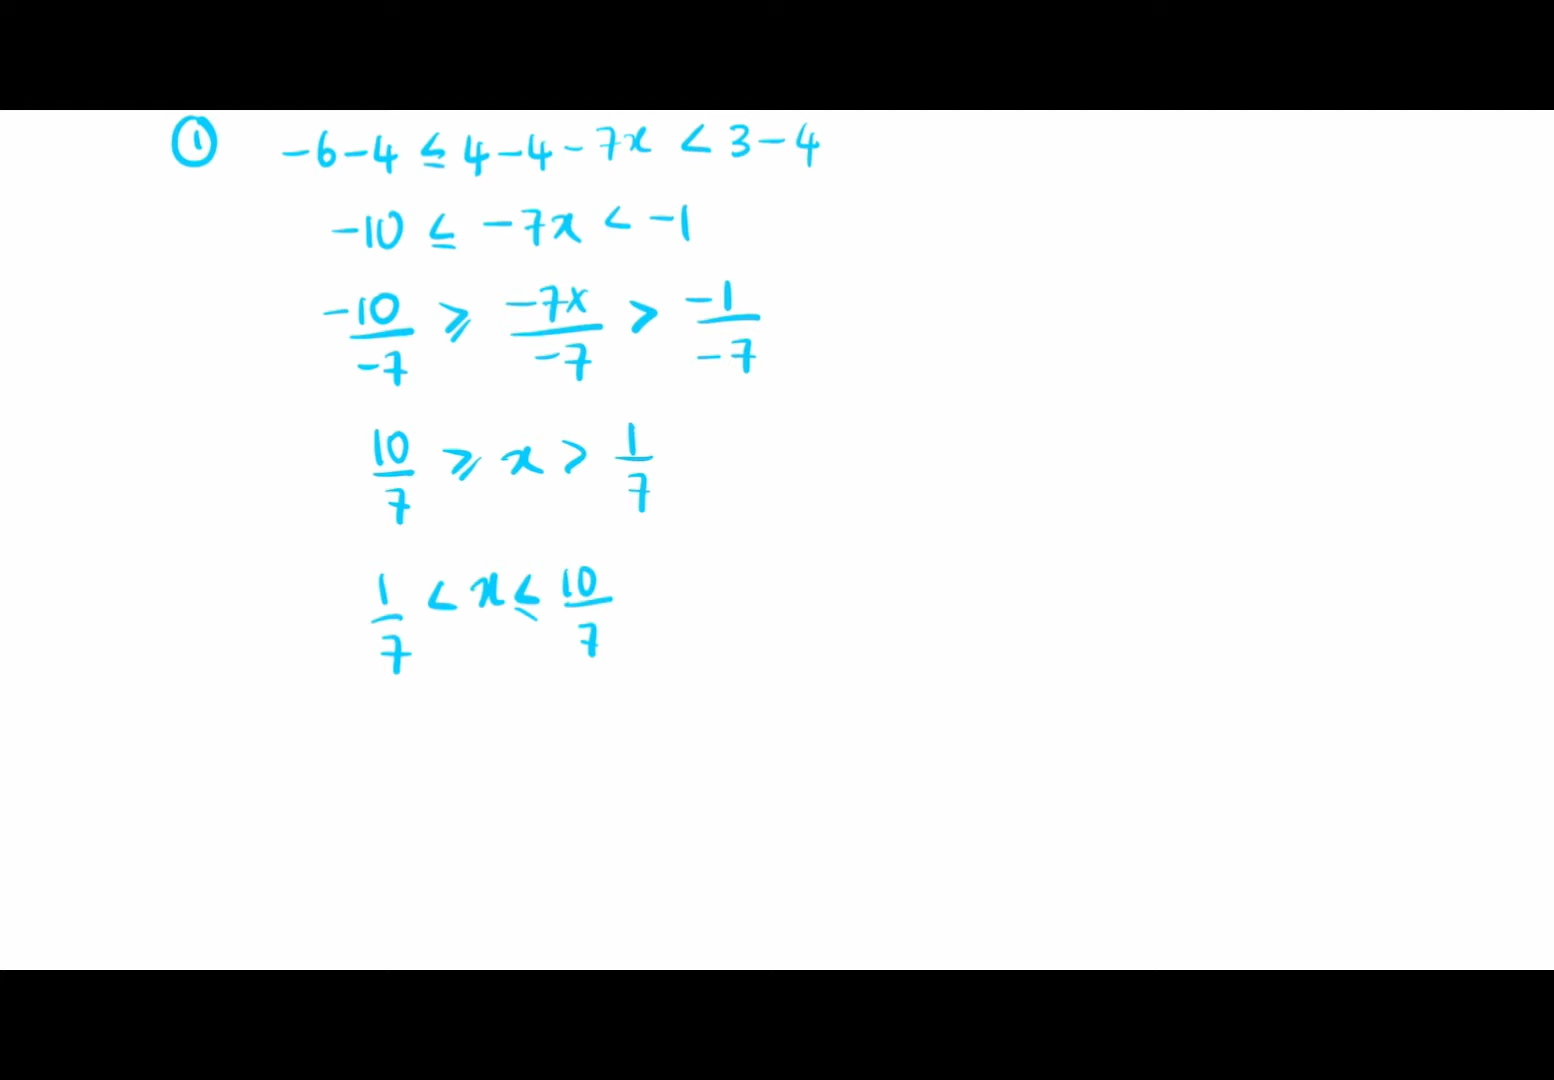 ① -6-4 ≤ 4-4-7x < 3-4
-10 ≤ -7x < -1
-10/-7 ≥ -7x/-7 > -1/-7
10/7 ≥ x > 1/7
1/7 < x ≤ 10/7